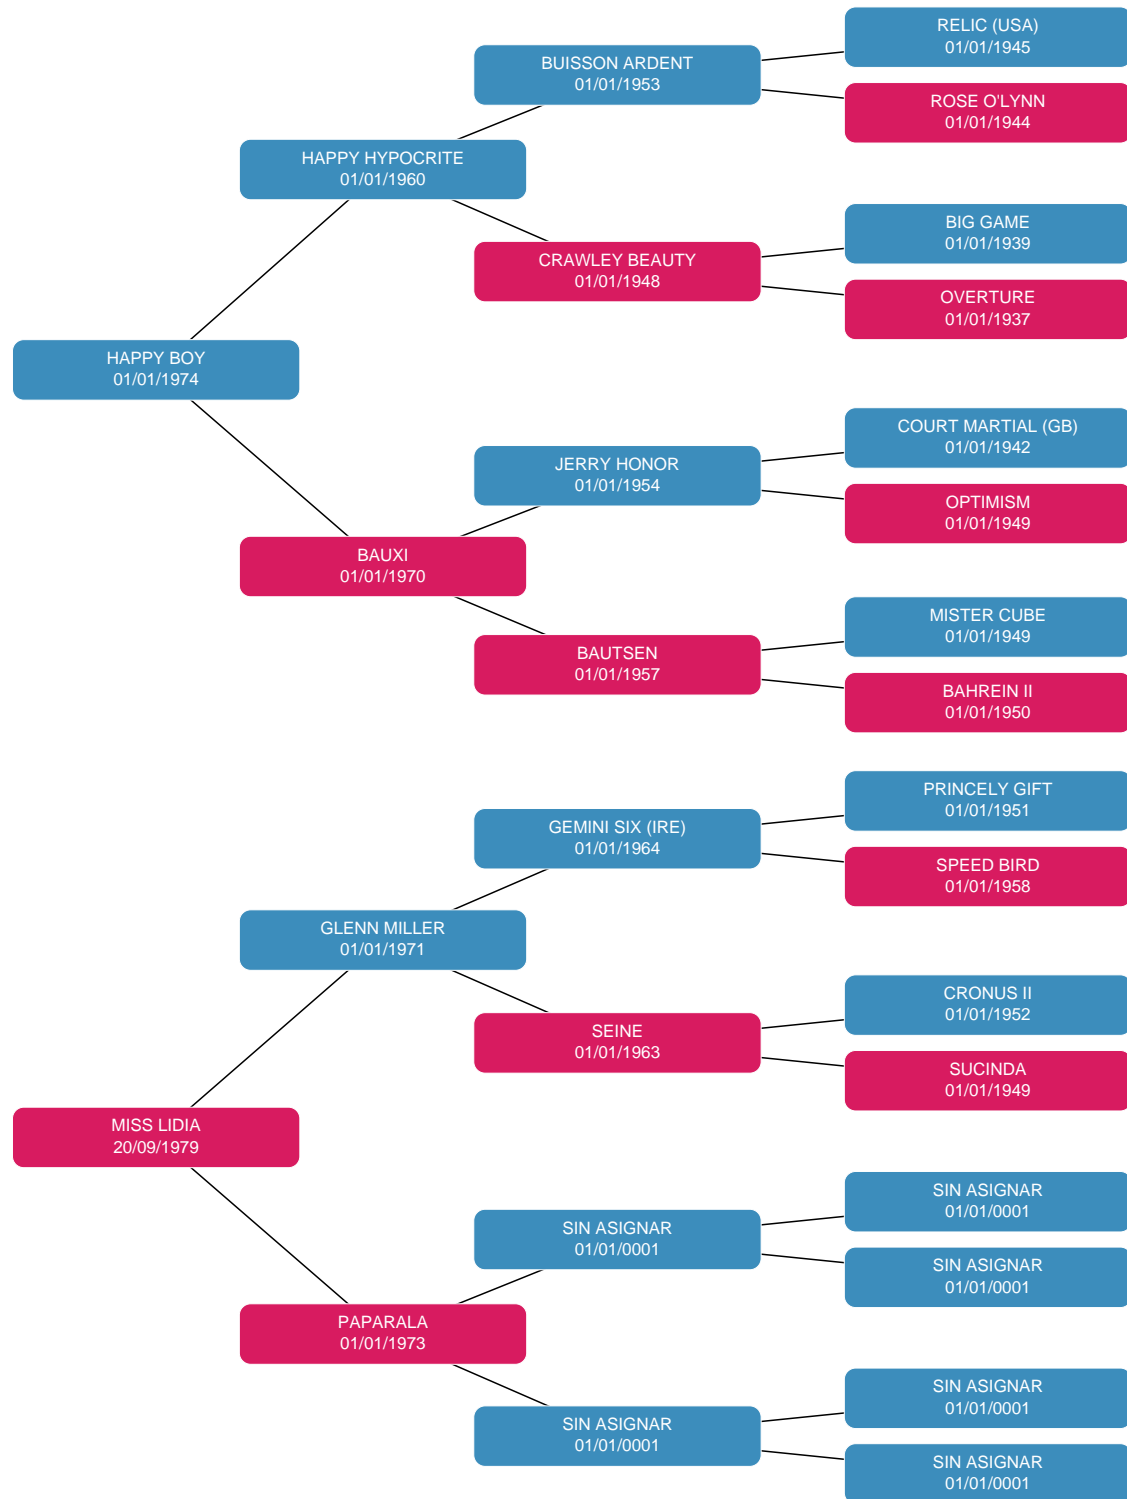 RELIC (USA)
01/01/1945
BUISSON ARDENT
01/01/1953
ROSE O'LYNN
01/01/1944
HAPPY HYPOCRITE
01/01/1960
BIG GAME
01/01/1939
CRAWLEY BEAUTY
01/01/1948
OVERTURE
01/01/1937
HAPPY BOY
01/01/1974
COURT MARTIAL (GB)
01/01/1942
JERRY HONOR
01/01/1954
OPTIMISM
01/01/1949
BAUXI
01/01/1970
MISTER CUBE
01/01/1949
BAUTSEN
01/01/1957
BAHREIN II
01/01/1950
PRINCELY GIFT
01/01/1951
GEMINI SIX (IRE)
01/01/1964
SPEED BIRD
01/01/1958
GLENN MILLER
01/01/1971
CRONUS II
01/01/1952
SEINE
01/01/1963
SUCINDA
01/01/1949
MISS LIDIA
20/09/1979
SIN ASIGNAR
01/01/0001
SIN ASIGNAR
01/01/0001
SIN ASIGNAR
01/01/0001
PAPARALA
01/01/1973
SIN ASIGNAR
01/01/0001
SIN ASIGNAR
01/01/0001
SIN ASIGNAR
01/01/0001